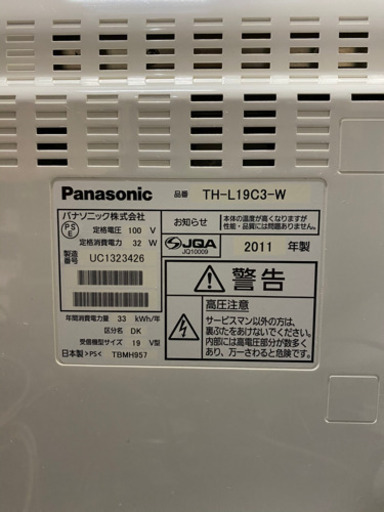 Panasonic 品番 TH-L19C3-W
パナソニック株式会社
PS
E
定格電圧 100 V
定格消費電力 32 W
製造番号 UC1323426
お知らせ
本体の温度が高くなりますが
性能・品質には問題ありません。
JQA
JQ10009
2011 年製
年間消費電力量 33 kWh/年
区分名 DK
受信機型サイズ 19 V型
日本製 >PS< TBMH957
警告
高圧注意
サービスマン以外の方は、
裏ぶたをあけないでください。
内部には高電圧部分が数多く
あり、万一さわると危険です。